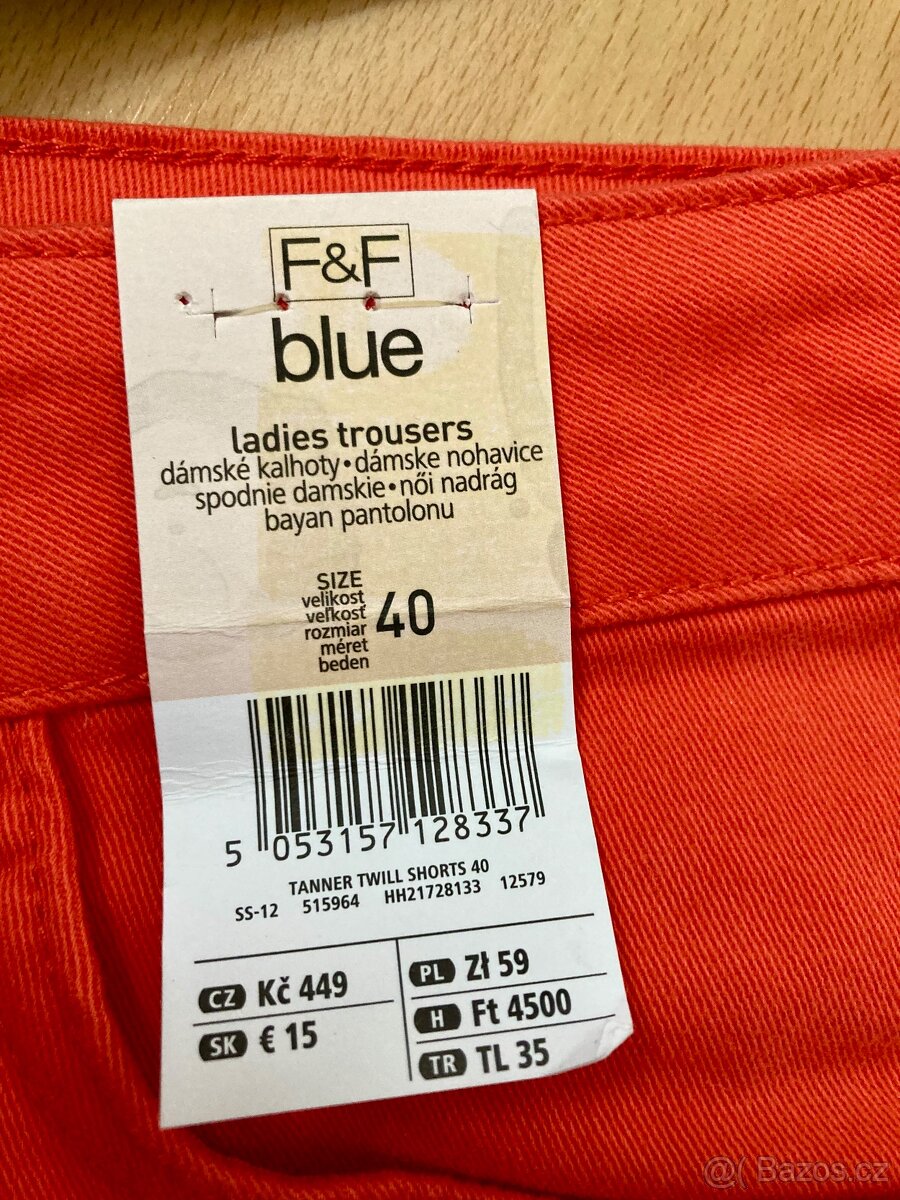 F&F
blue
ladies trousers
dámské kalhoty•dámske nohavice
spodnie damskie•női nadrág
bayan pantolonu
SIZE
velikost
veľkosť
rozmiar
méret
beden
40
5 053157 128337
TANNER TWILL SHORTS 40
SS-12 515964 HH21728133 12579
CZ Kč 449
SK € 15
PL Zł 59
H Ft 4500
TR TL 35
@( Bazos.cz